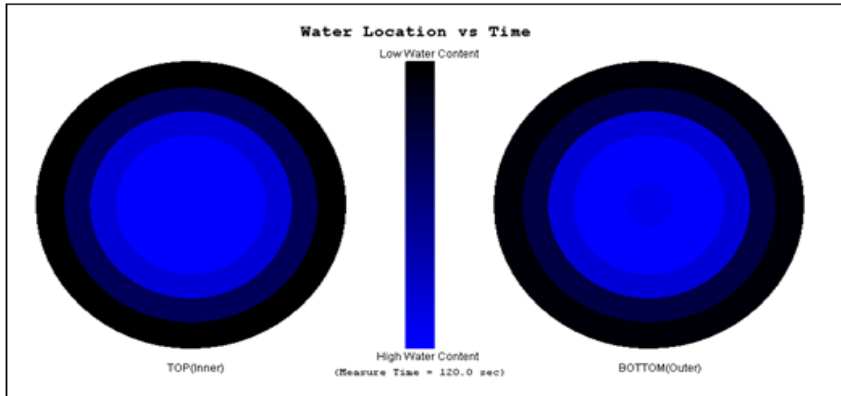 Water Location vs Time
Low Water Content
High Water Content
(Measure Time = 120.0 sec)
TOP(Inner)
BOTTOM(Outer)